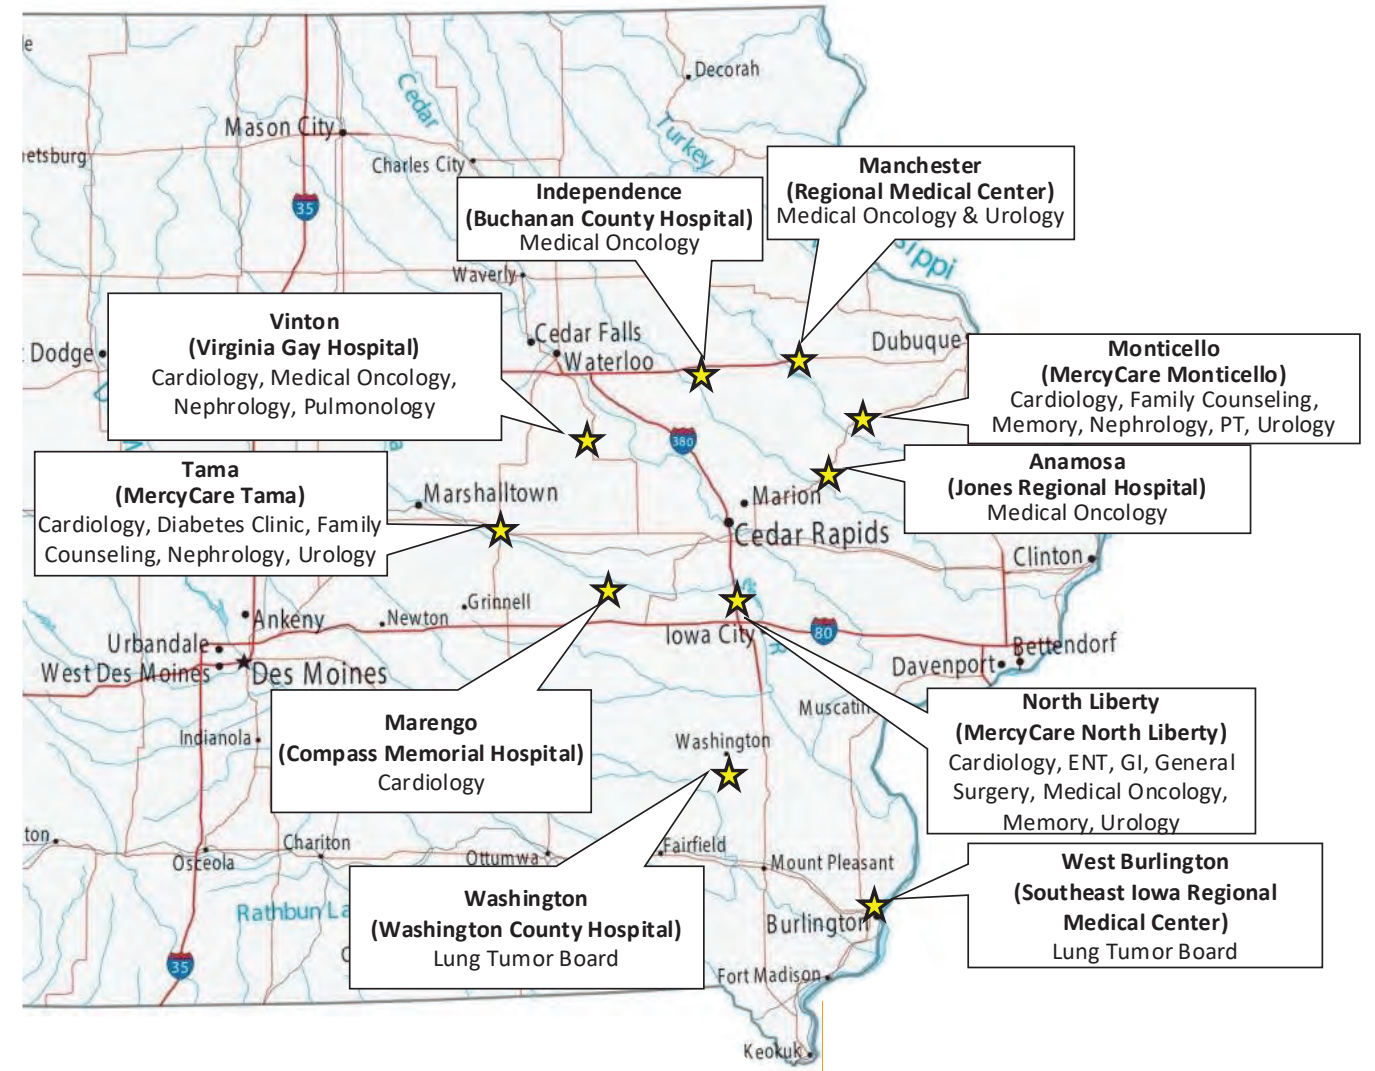 Decorah
Cedar
Mason City
Turkey
etsburg
Charles City
35
Manchester
(Regional Medical Center)
Medical Oncology & Urology
Independence
(Buchanan County Hospital)
Medical Oncology
sippi
Waverly
Vinton
(Virginia Gay Hospital)
Cardiology, Medical Oncology,
Nephrology, Pulmonology
Cedar Falls
Dodge
Waterloo
Dubuque
Monticello
(MercyCare Monticello)
Cardiology, Family Counseling,
Memory, Nephrology, PT, Urology
380
Tama
(MercyCare Tama)
Cardiology, Diabetes Clinic, Family
Counseling, Nephrology, Urology
Anamosa
(Jones Regional Hospital)
Medical Oncology
Marshalltown
Marion
Cedar Rapids
Clinton
Grinnell
Ankeny
Newton
Iowa City
80
Urbandale
Bettendorf
West Des Moines
Des Moines
Davenport
North Liberty
(MercyCare North Liberty)
Cardiology, ENT, GI, General
Surgery, Medical Oncology,
Memory, Urology
Muscatin
Marengo
(Compass Memorial Hospital)
Cardiology
Indianola
Washington
ton
Chariton
Osceola
Ottumwa
Fairfield
Mount Pleasant
West Burlington
(Southeast Iowa Regional
Medical Center)
Lung Tumor Board
Washington
(Washington County Hospital)
Lung Tumor Board
Rathbun La
Burlington
35
Fort Madison
Keokuk